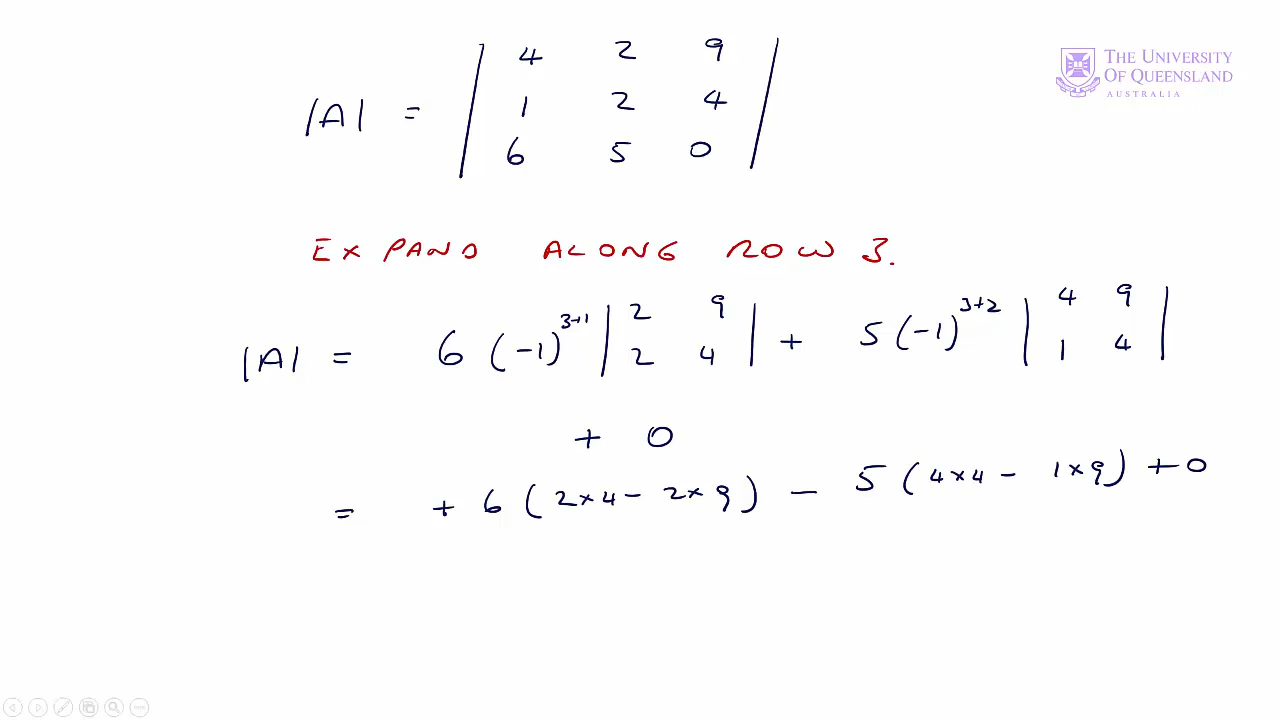 THE UNIVERSITY
OF QUEENSLAND
AUSTRALIA
4 2 9
|A| = | 1 2 4 |
6 5 0
EXPAND ALONG ROW 3.
|A| = 6 (-1)^{3+1} | 2 9 | + 5 (-1)^{3+2} | 4 9 |
2 4 1 4
+ 0
= + 6 (2×4 - 2×9) - 5 (4×4 - 1×9) + 0